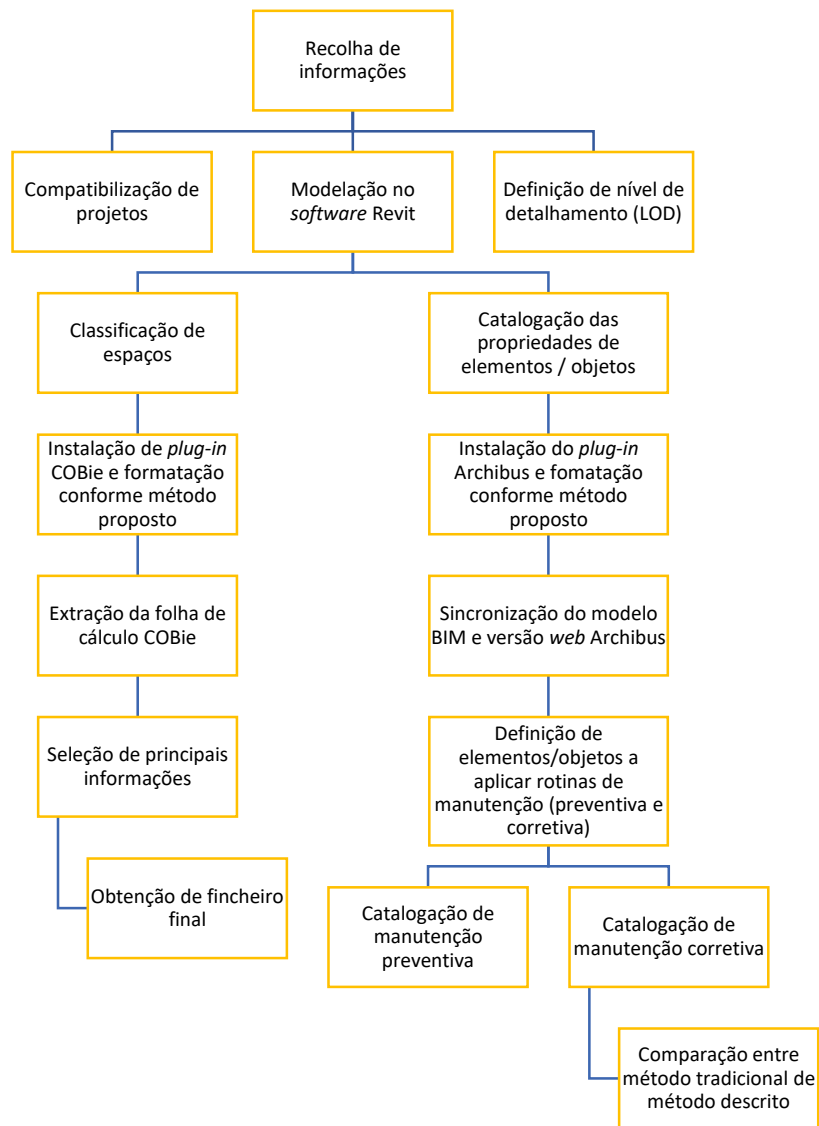 Recolha de
informações
Compatibilização de
projetos
Modelação no
software Revit
Definição de nível de
detalhamento (LOD)
Classificação de
espaços
Catalogação das
propriedades de
elementos / objetos
Instalação de plug-in
COBie e formatação
conforme método
proposto
Instalação do plug-in
Archibus e fomatação
conforme método
proposto
Extração da folha de
cálculo COBie
Sincronização do modelo
BIM e versão web Archibus
Seleção de principais
informações
Definição de
elementos/objetos a
aplicar rotinas de
manutenção (preventiva e
corretiva)
Obtenção de fincheiro
final
Catalogação de
manutenção
preventiva
Catalogação de
manutenção corretiva
Comparação entre
método tradicional de
método descrito